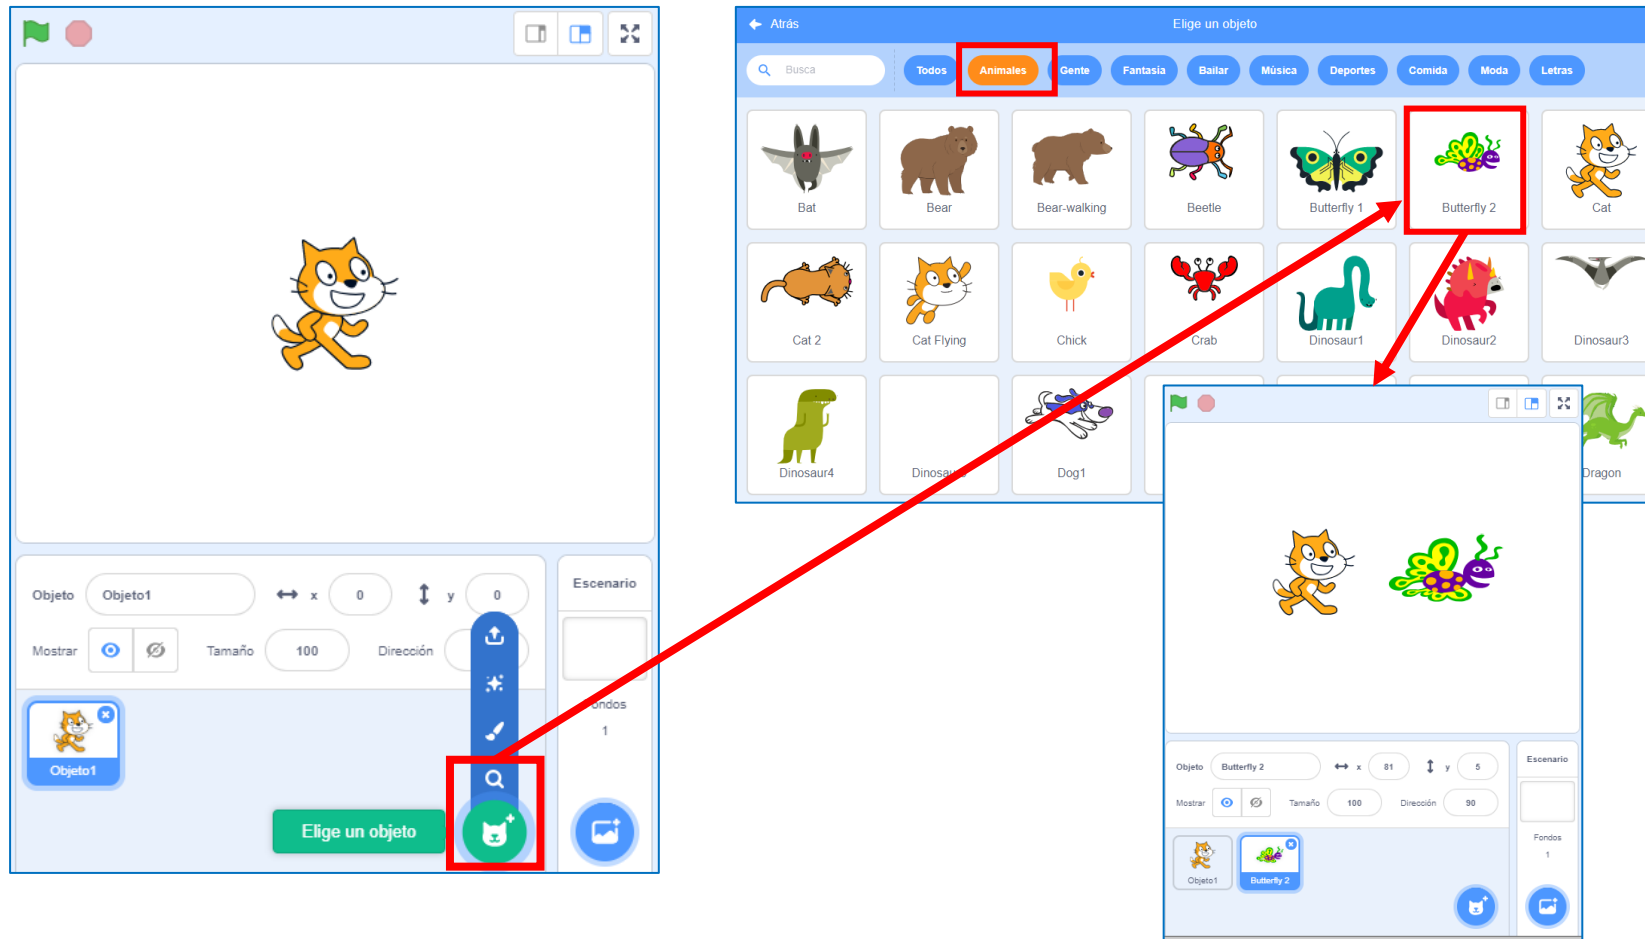 Objeto Objeto1 x 0 y 0
Mostrar Tamaño 100 Dirección
Objeto1
Elige un objeto
Escenario
Fondos
1
Atrás Elige un objeto
Busca Todos Animales Gente Fantasía Bailar Música Deportes Comida Moda Letras
Bat Bear Bear-walking Beetle Butterfly 1 Butterfly 2 Cat
Cat 2 Cat Flying Chick Crab Dinosaur1 Dinosaur2 Dinosaur3
Dinosaur4 Dog1 Dragon
Objeto Butterfly 2 x 81 y 5
Mostrar Tamaño 100 Dirección 90
Objeto1 Butterfly 2
Escenario
Fondos
1